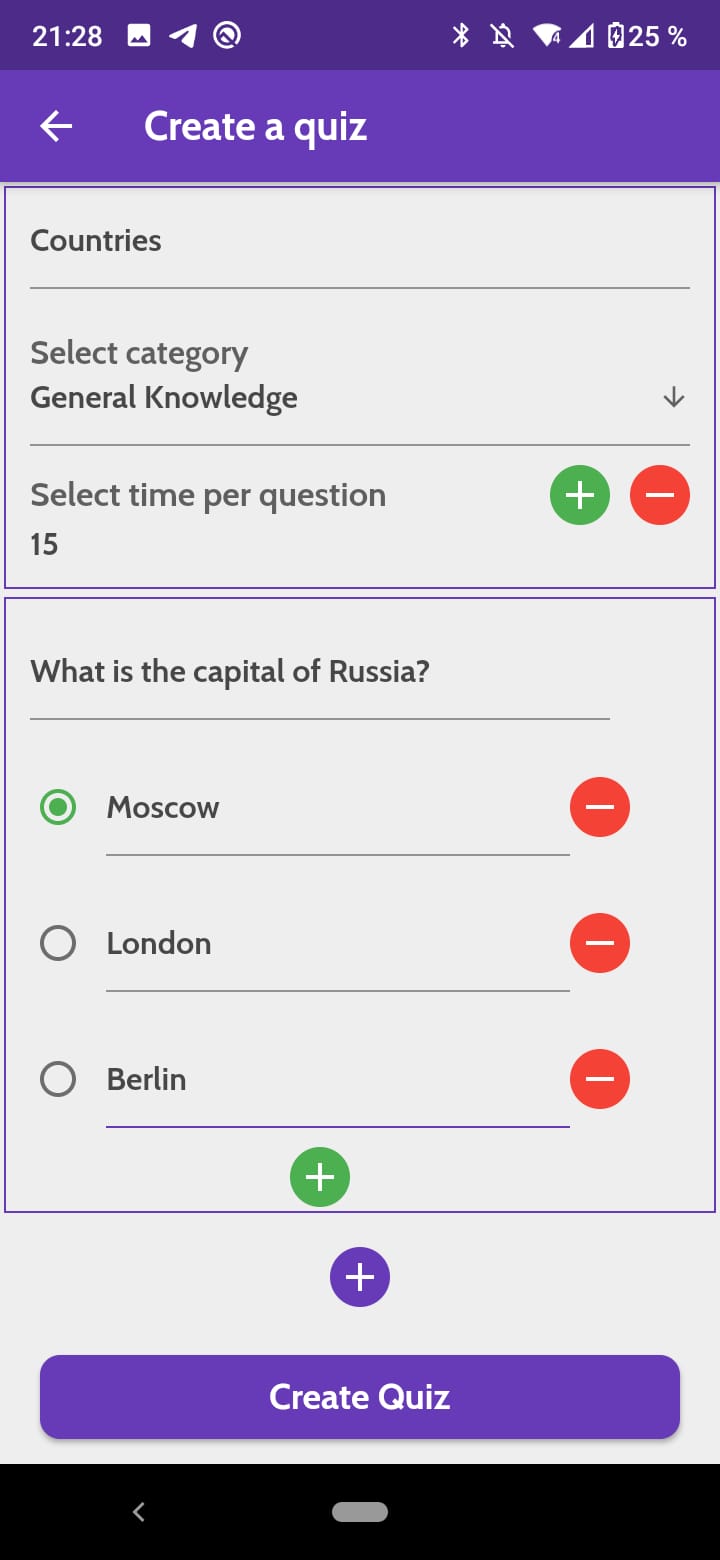 21:28 4 25 %
Create a quiz
Countries
Select category
General Knowledge
Select time per question
15
What is the capital of Russia?
Moscow
London
Berlin
Create Quiz